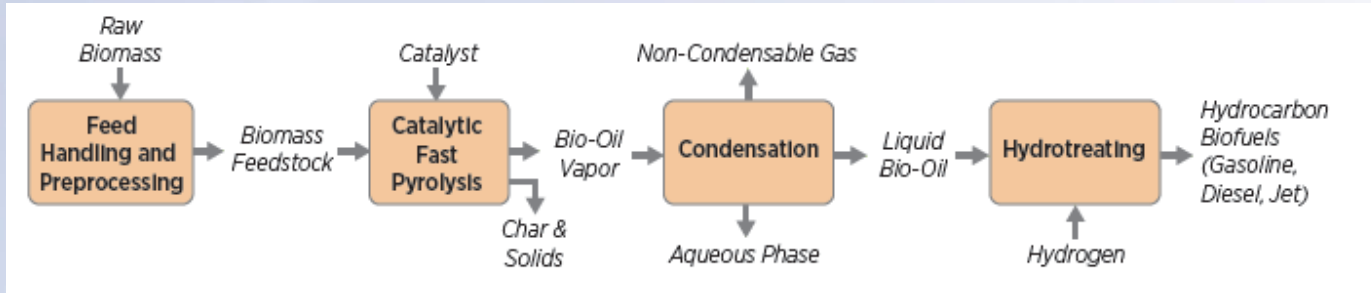 Raw
Biomass
Feed
Handling and
Preprocessing
Biomass
Feedstock
Catalyst
Catalytic
Fast
Pyrolysis
Char &
Solids
Bio-Oil
Vapor
Non-Condensable Gas
Condensation
Aqueous Phase
Liquid
Bio-Oil
Hydrotreating
Hydrogen
Hydrocarbon
Biofuels
(Gasoline,
Diesel, Jet)